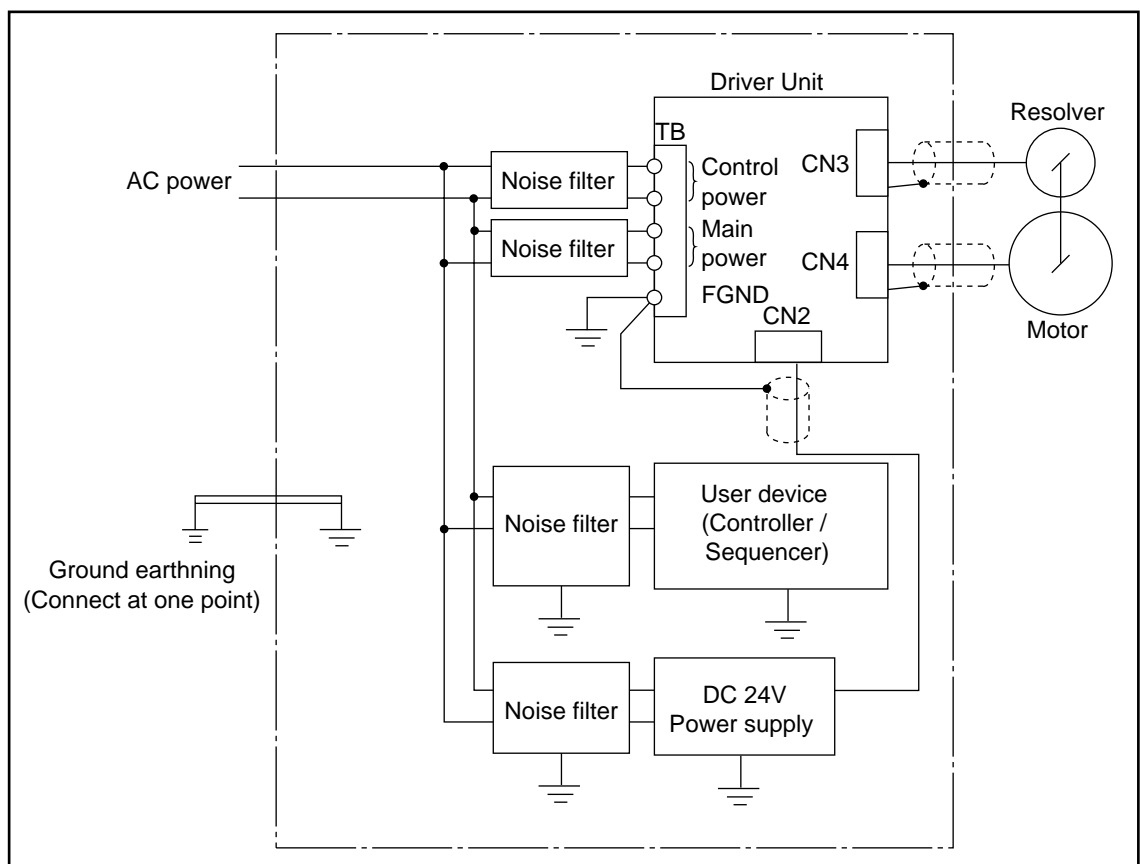 Driver Unit
Resolver
TB
Control
power
CN3
AC power
Noise filter
Main
power
Noise filter
CN4
FGND
CN2
Motor
User device
(Controller /
Sequencer)
Noise filter
Ground earthning
(Connect at one point)
DC 24V
Power supply
Noise filter